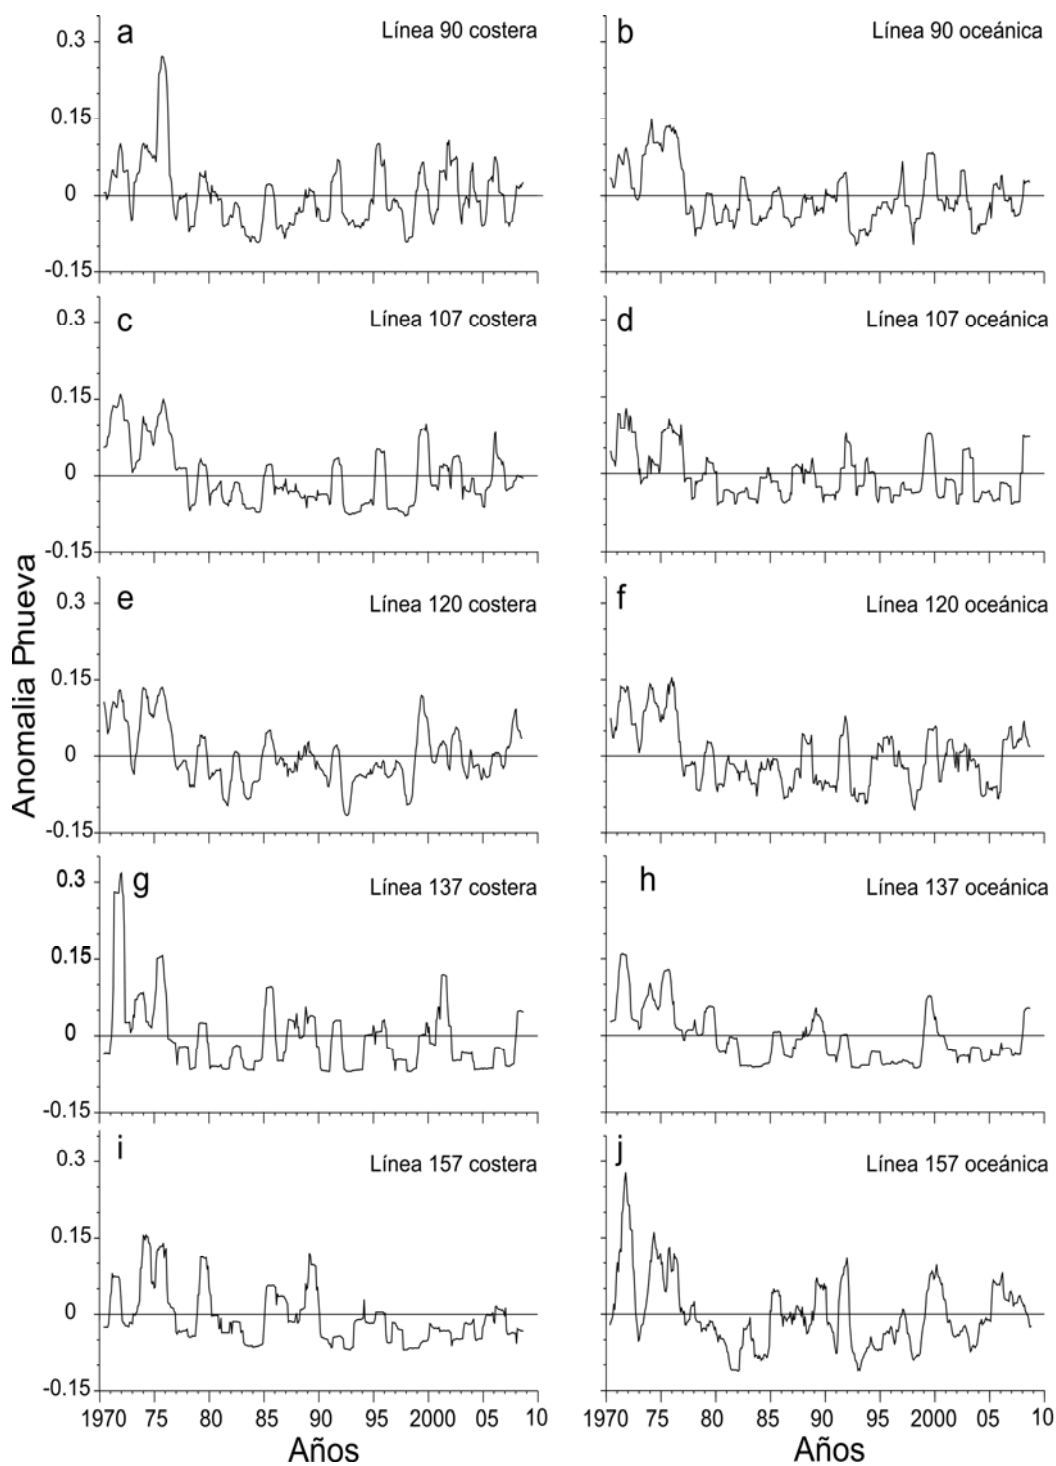 a Línea 90 costera
b Línea 90 oceánica
0.3
0.15
0
-0.15
c Línea 107 costera
d Línea 107 oceánica
0.3
0.15
0
-0.15
e Línea 120 costera
f Línea 120 oceánica
0.3
0.15
0
-0.15
Anomalia Pnueva
g Línea 137 costera
h Línea 137 oceánica
0.3
0.15
0
-0.15
i Línea 157 costera
j Línea 157 oceánica
0.3
0.15
0
-0.15
1970 75 80 85 90 95 2000 05 10
1970 75 80 85 90 95 2000 05 10
Años
Años